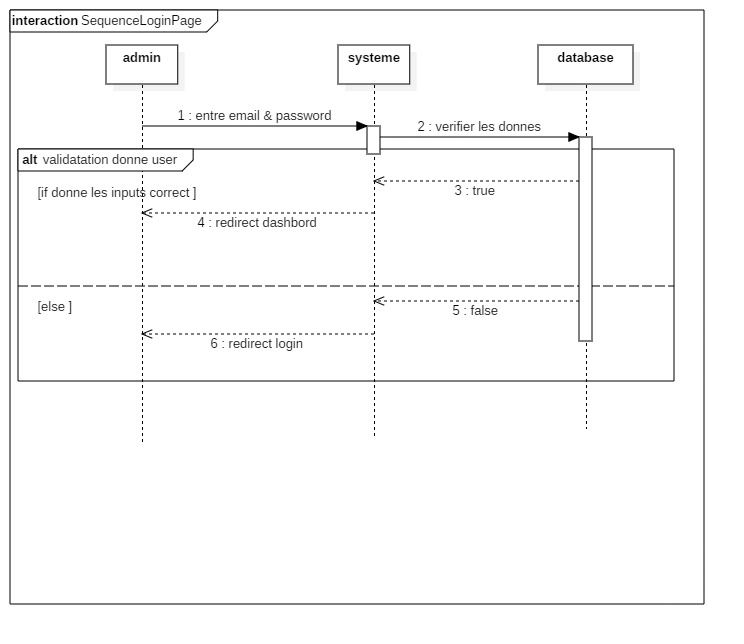 interaction SequenceLoginPage
admin
systeme
database
1 : entre email & password
2 : verifier les donnes
alt validatation donne user
3 : true
[if donne les inputs correct ]
4 : redirect dashbord
[else ]
5 : false
6 : redirect login